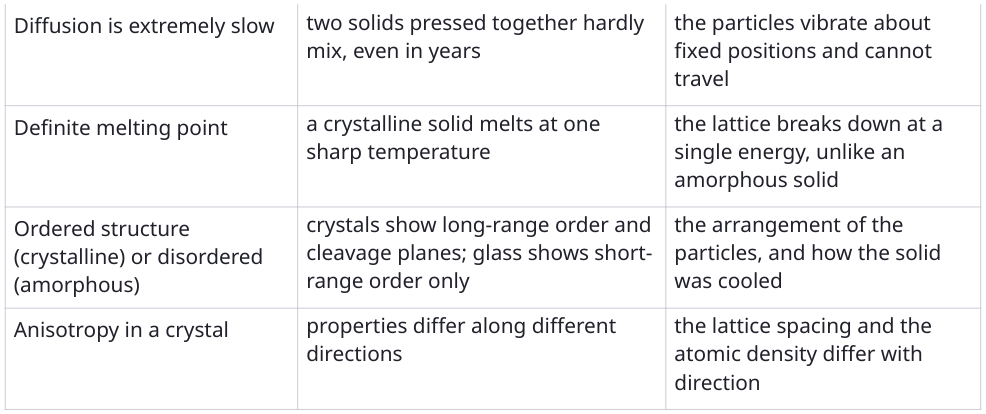 Diffusion is extremely slow
two solids pressed together hardly
mix, even in years
the particles vibrate about
fixed positions and cannot
travel
Definite melting point
a crystalline solid melts at one
sharp temperature
the lattice breaks down at a
single energy, unlike an
amorphous solid
Ordered structure
(crystalline) or disordered
(amorphous)
crystals show long-range order and
cleavage planes; glass shows short-
range order only
the arrangement of the
particles, and how the solid
was cooled
Anisotropy in a crystal
properties differ along different
directions
the lattice spacing and the
atomic density differ with
direction